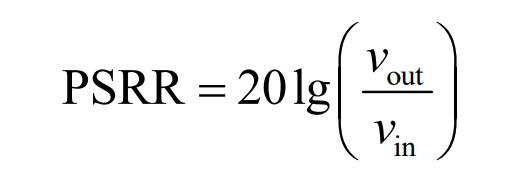 PSRR = 20 lg(v_out / v_in)